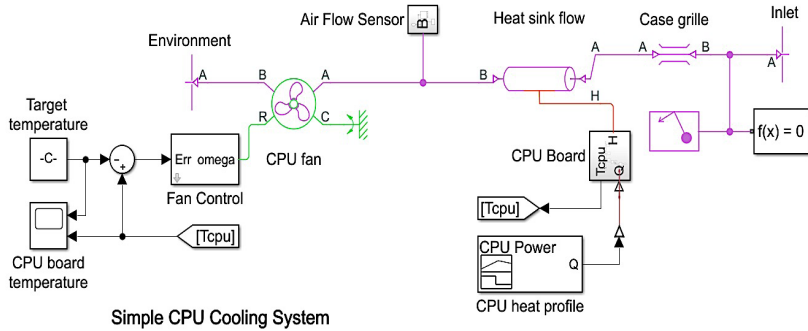 Air Flow Sensor
B
Heat sink flow
Case grille
Inlet
Environment
A
B
A
B
A
A
B
A
R
C
H
Target
temperature
-C-
-
+
Err omega
Fan Control
CPU fan
CPU Board
H
Tcpu
Q
f(x) = 0
[Tcpu]
[Tcpu]
CPU board
temperature
CPU Power
Q
CPU heat profile
Simple CPU Cooling System